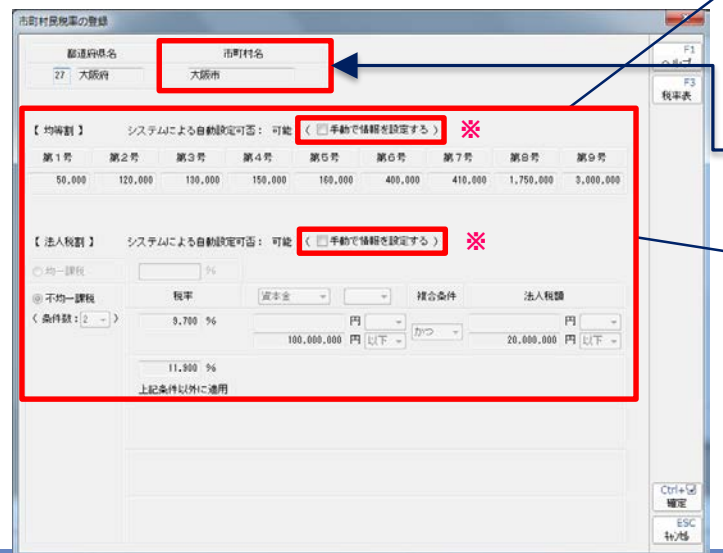 市町村民税率の登録
都道府県名 市町村名
27 大阪府 大阪市
F1
ヘルプ
F3
税率表
【 均等割 】 システムによる自動設定可否： 可能 （ 手動で情報を設定する ） ※
第1号 第2号 第3号 第4号 第5号 第6号 第7号 第8号 第9号
50,000 120,000 130,000 150,000 160,000 400,000 410,000 1,750,000 3,000,000
【 法人税割 】 システムによる自動設定可否： 可能 （ 手動で情報を設定する ） ※
均一課税 %
不均一課税 税率 資本金 複合条件 法人税額
（ 条件数：2 ） 9.700 % 円 かつ 円
100,000,000 円 以下 20,000,000 円 以下
11.900 %
上記条件以外に適用
Ctrl+
確定
ESC
キャンセル